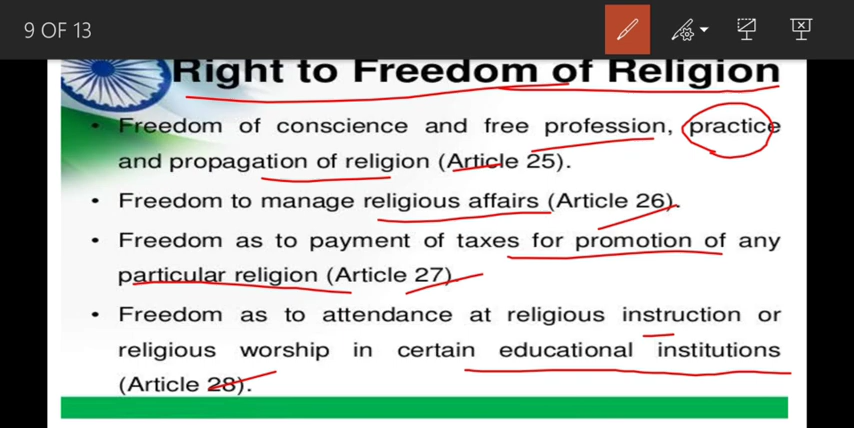 9 OF 13
Right to Freedom of Religion
• Freedom of conscience and free profession, practice
and propagation of religion (Article 25).
• Freedom to manage religious affairs (Article 26).
• Freedom as to payment of taxes for promotion of any
particular religion (Article 27).
• Freedom as to attendance at religious instruction or
religious worship in certain educational institutions
(Article 28).